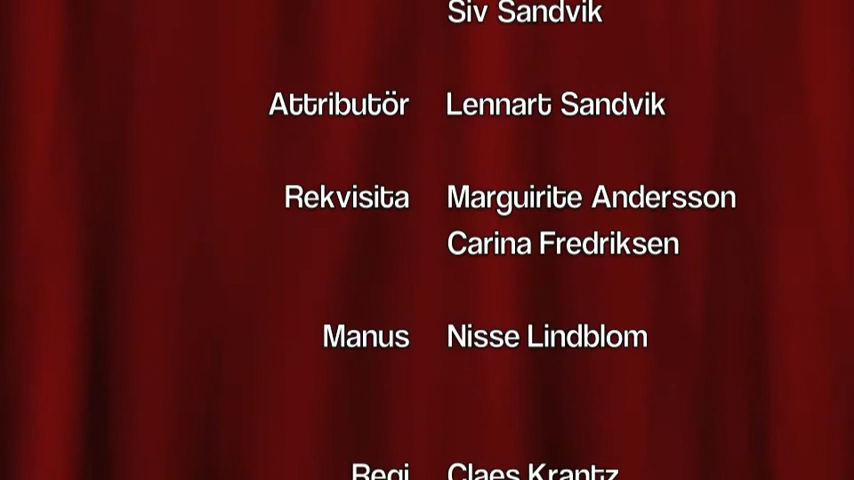 Siv Sandvik
Attributör Lennart Sandvik
Rekvisita Marguirite Andersson
Carina Fredriksen
Manus Nisse Lindblom
Regi Claes Krantz